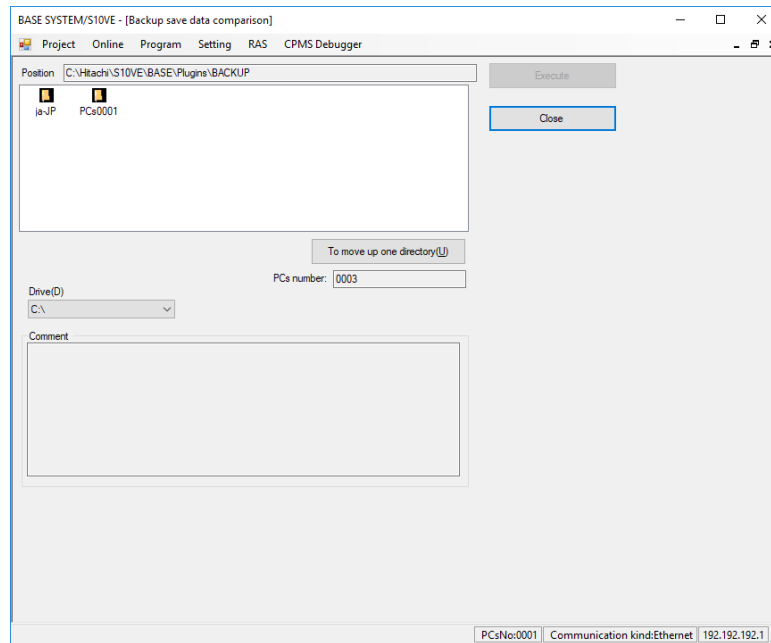 BASE SYSTEM/S10VE - [Backup save data comparison]
Project Online Program Setting RAS CPMS Debugger
Position C:\Hitachi\S10VE\BASE\Plugins\BACKUP
Execute
ja-JP PCs0001
Close
To move up one directory(U)
PCs number: 0003
Drive(D)
C:\
Comment
PCsNo:0001 Communication kind:Ethernet 192.192.192.1